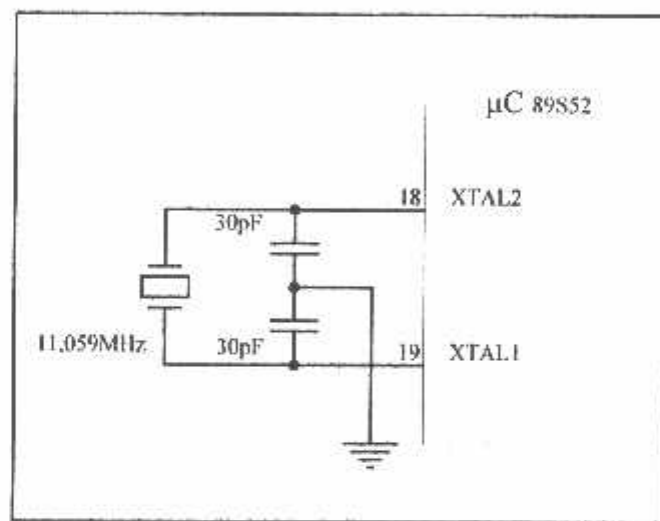 μC 89S52
18 XTAL2
30pF
11,059MHz
30pF
19 XTAL1